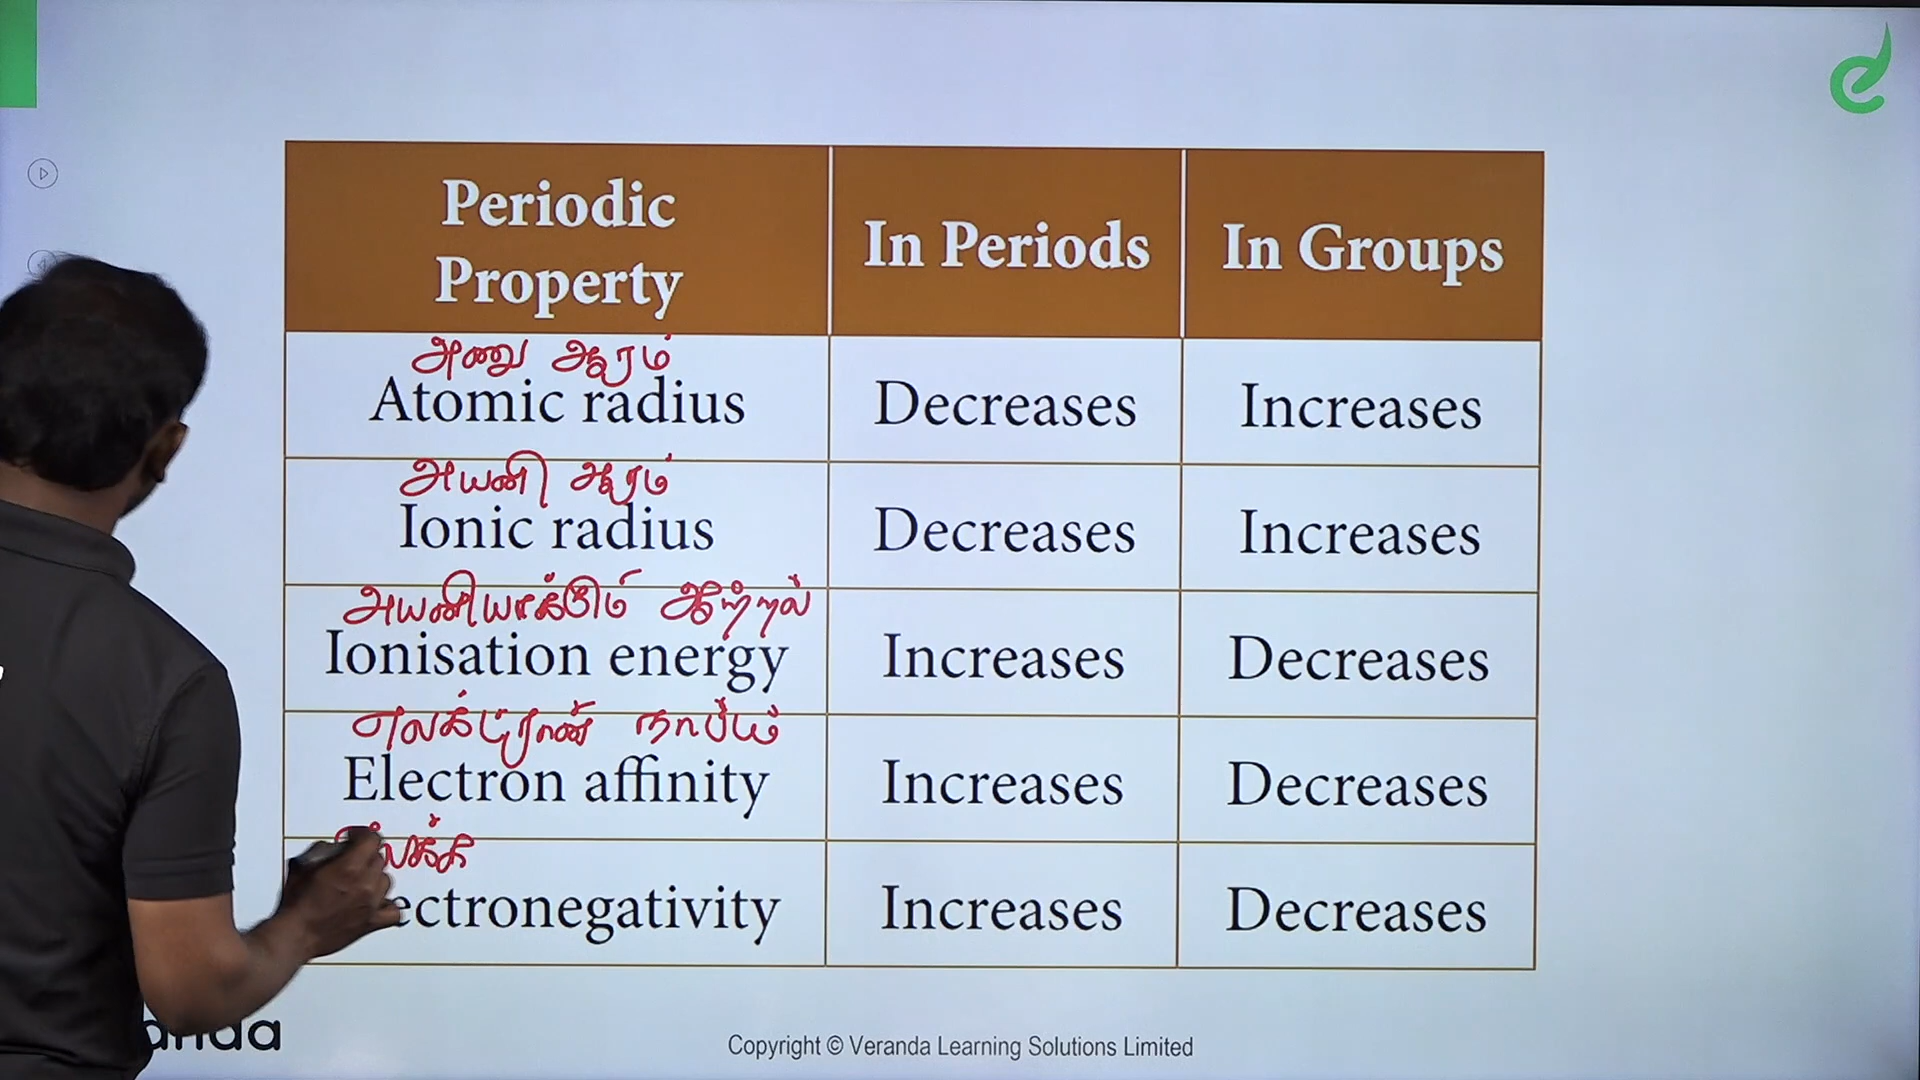 Periodic Property
In Periods
In Groups
அணு ஆரம்
Atomic radius
Decreases
Increases
அயனி ஆரம்
Ionic radius
Decreases
Increases
அயனியாக்கும் ஆற்றல்
Ionisation energy
Increases
Decreases
எலக்ட்ரான் நாட்டம்
Electron affinity
Increases
Decreases
ectronegativity
Increases
Decreases
anda
Copyright © Veranda Learning Solutions Limited